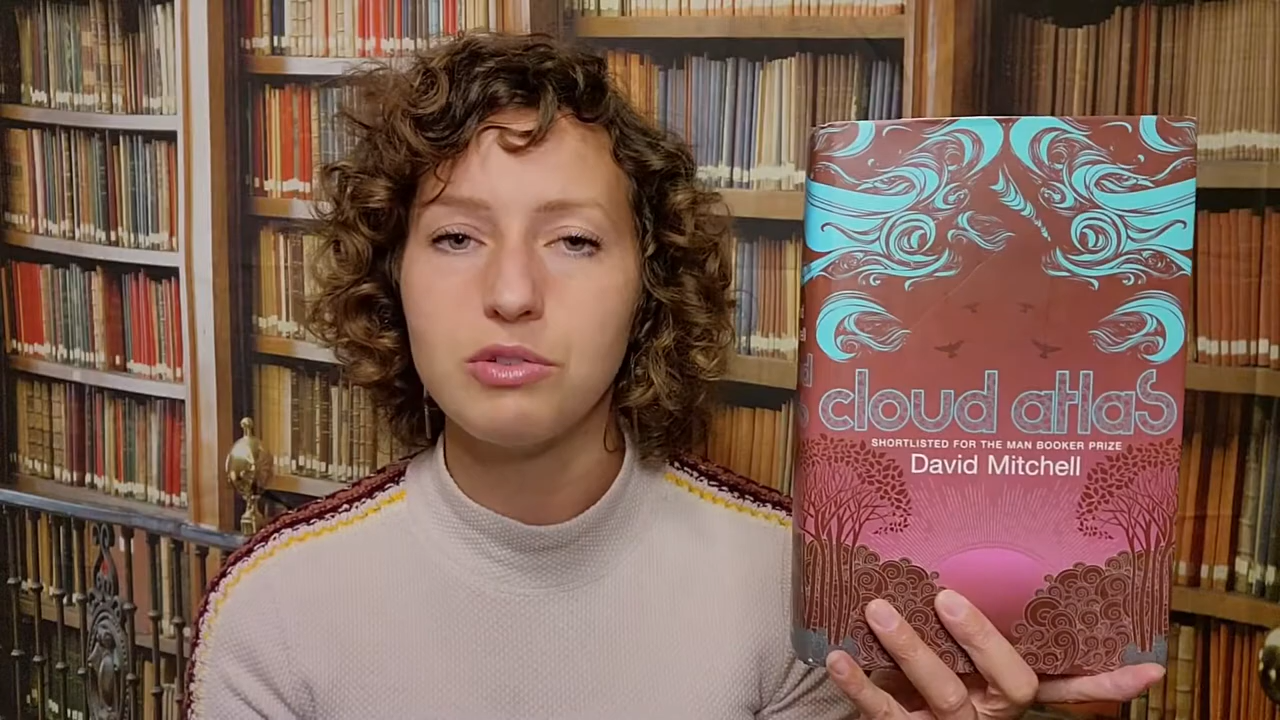 cloud atlas
SHORTLISTED FOR THE MAN BOOKER PRIZE
David Mitchell